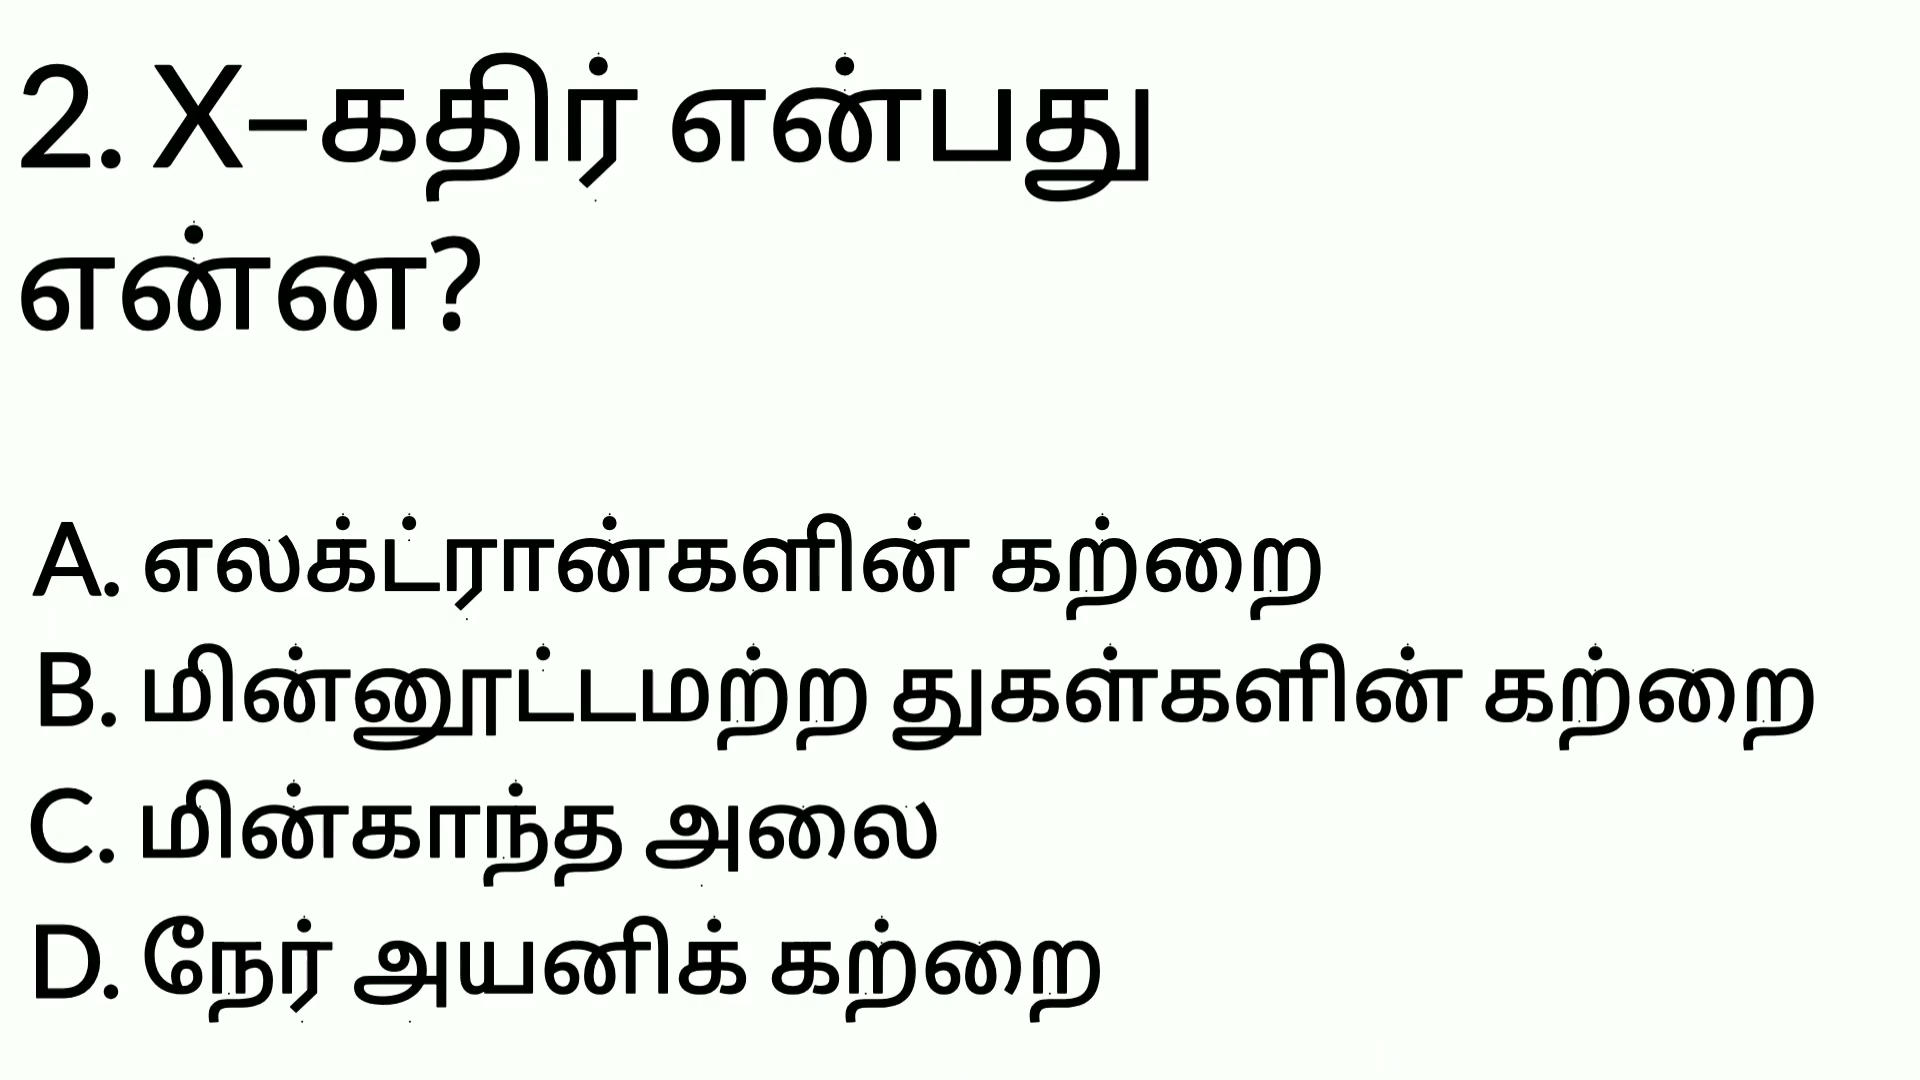 2. X–கதிர் என்பது
என்ன?
A. எலக்ட்ரான்களின் கற்றை
B. மின்னூட்டமற்ற துகள்களின் கற்றை
C. மின்காந்த அலை
D. நேர் அயனிக் கற்றை